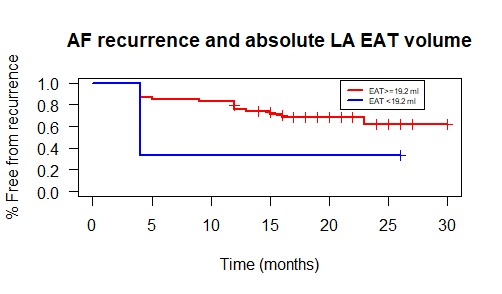 AF recurrence and absolute LA EAT volume
% Free from recurrence
1.0
0.8
0.6
0.4
0.2
0.0
EAT>=19.2 ml
EAT <19.2 ml
0 5 10 15 20 25 30
Time (months)